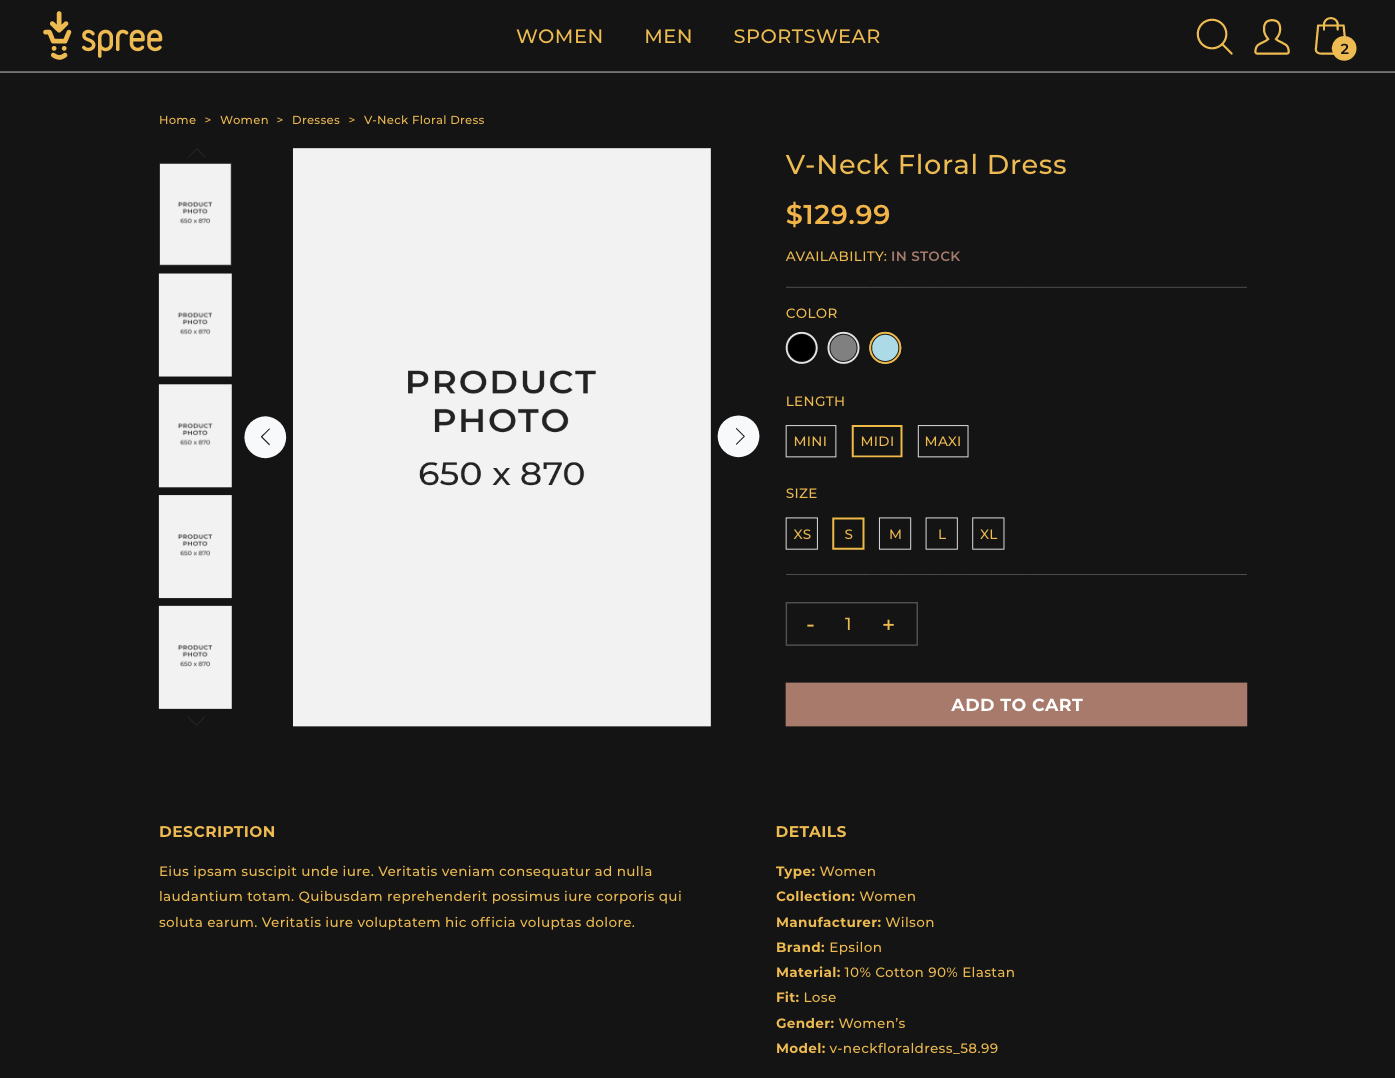 spree
WOMEN MEN SPORTSWEAR
2
Home > Women > Dresses > V-Neck Floral Dress
PRODUCT
PHOTO
650 x 870
PRODUCT
PHOTO
650 x 870
PRODUCT
PHOTO
650 x 870
PRODUCT
PHOTO
650 x 870
PRODUCT
PHOTO
650 x 870
PRODUCT
PHOTO
650 x 870
V-Neck Floral Dress
$129.99
AVAILABILITY: IN STOCK
COLOR
LENGTH
MINI MIDI MAXI
SIZE
XS S M L XL
- 1 +
ADD TO CART
DESCRIPTION
Eius ipsam suscipit unde iure. Veritatis veniam consequatur ad nulla
laudantium totam. Quibusdam reprehenderit possimus iure corporis qui
soluta earum. Veritatis iure voluptatem hic officia voluptas dolore.
DETAILS
Type: Women
Collection: Women
Manufacturer: Wilson
Brand: Epsilon
Material: 10% Cotton 90% Elastan
Fit: Lose
Gender: Women's
Model: v-neckfloraldress_58.99